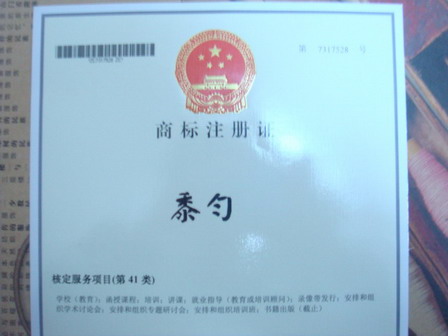 第 7317528 号
商标注册证
黍匀
核定服务项目(第 41 类)
学校（教育）；函授课程；培训；讲课；就业指导（教育或培训顾问）；录像带发行；安排和组
织学术讨论会；安排和组织专题研讨会；安排和组织培训班；书籍出版（截止）